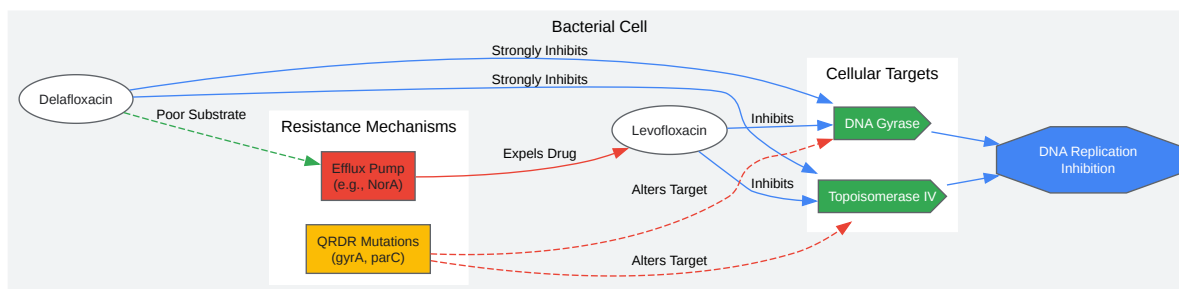 Bacterial Cell
Strongly Inhibits
Cellular Targets
Strongly Inhibits
Delafloxacin
Poor Substrate
Resistance Mechanisms
Levofloxacin
Inhibits
DNA Gyrase
Expels Drug
Efflux Pump
(e.g., NorA)
DNA Replication
Inhibition
Alters Target
Inhibits
Topoisomerase IV
QRDR Mutations
(gyrA, parC)
Alters Target